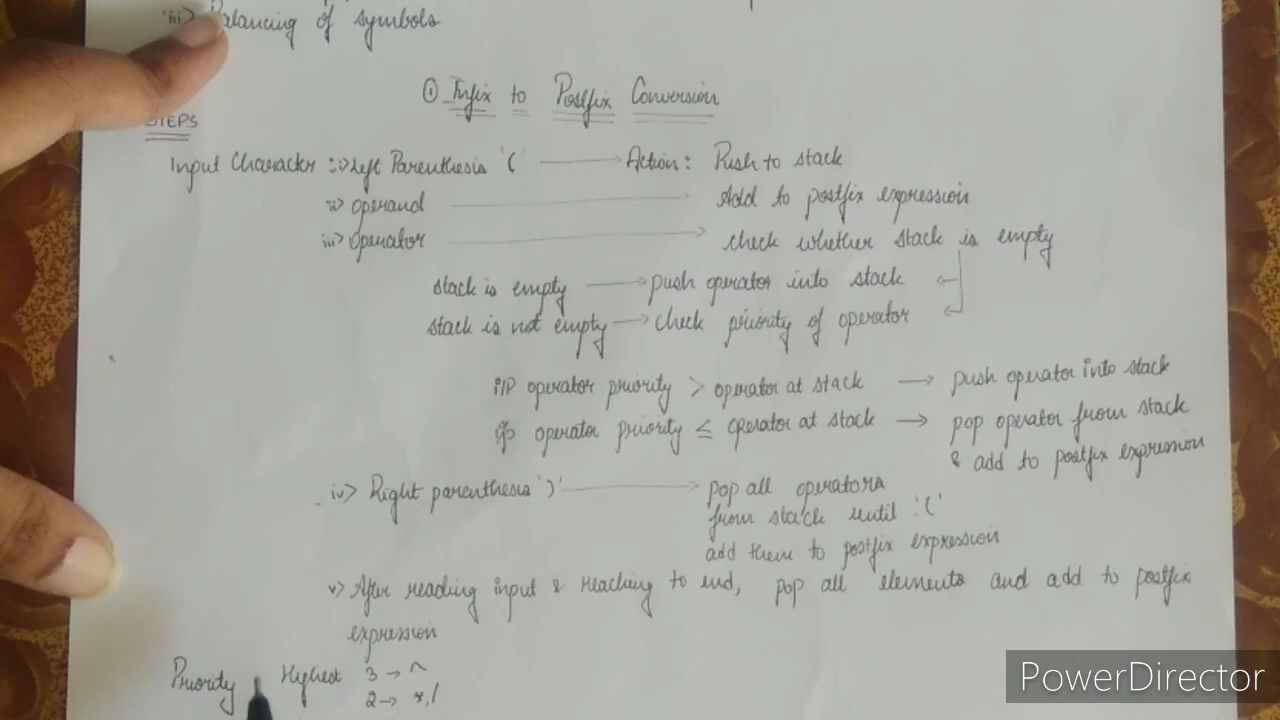 iii> Balancing of symbols
① Infix to Postfix Conversion
STEPS
Input Character :i> Left Parenthesis '(' → Action: Push to stack
ii> operand → Add to postfix expression
iii> operator → check whether stack is empty
stack is empty → push operator into stack
stack is not empty → check priority of operator
i/P operator priority > operator at stack → push operator into stack
i/p operator priority ≤ operator at stack → pop operator from stack
& add to postfix expression
iv> Right parenthesis ')' → pop all operators
from stack until '('
add them to postfix expression
v> After reading input & reaching to end, pop all elements and add to postfix
expression
Priority Highest 3 → ^
2 → *, /
PowerDirector